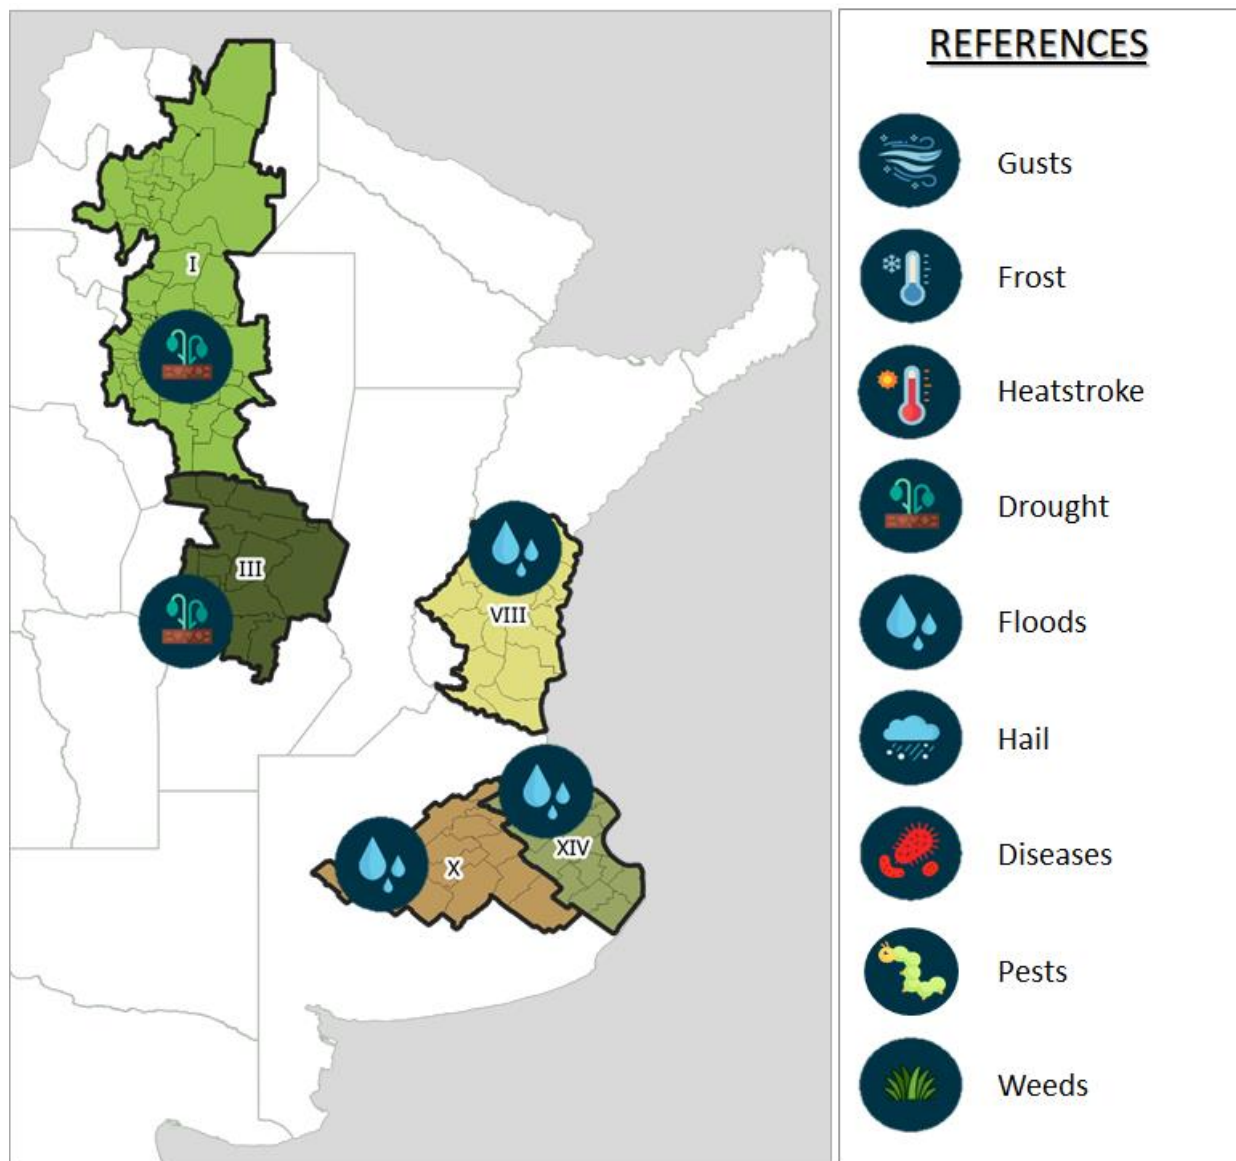 REFERENCES
Gusts
Frost
Heatstroke
Drought
Floods
Hail
Diseases
Pests
Weeds
I
III
VIII
X
XIV